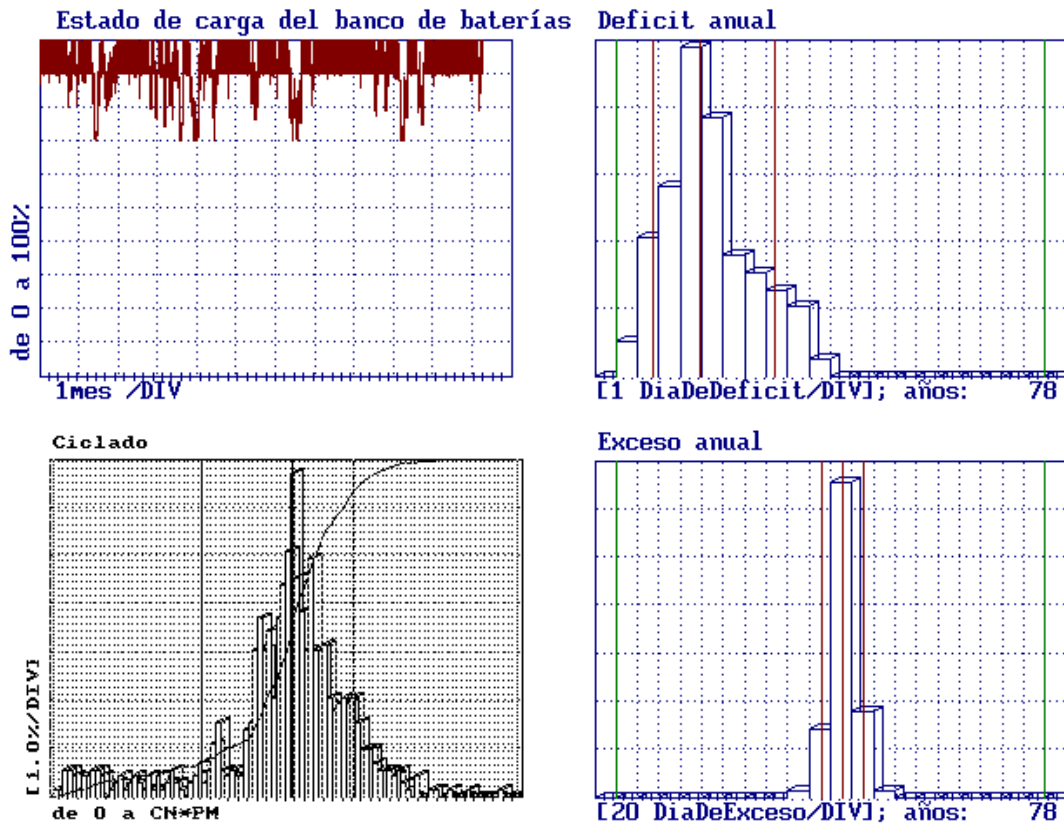 Estado de carga del banco de baterías
Deficit anual
de 0 a 100%
1mes /DIV
[1 DiaDeDeficit/DIV]; años: 78
Ciclado
Exceso anual
[1.0%/DIV]
de 0 a CN*PM
[20 DiaDeExceso/DIV]; años: 78